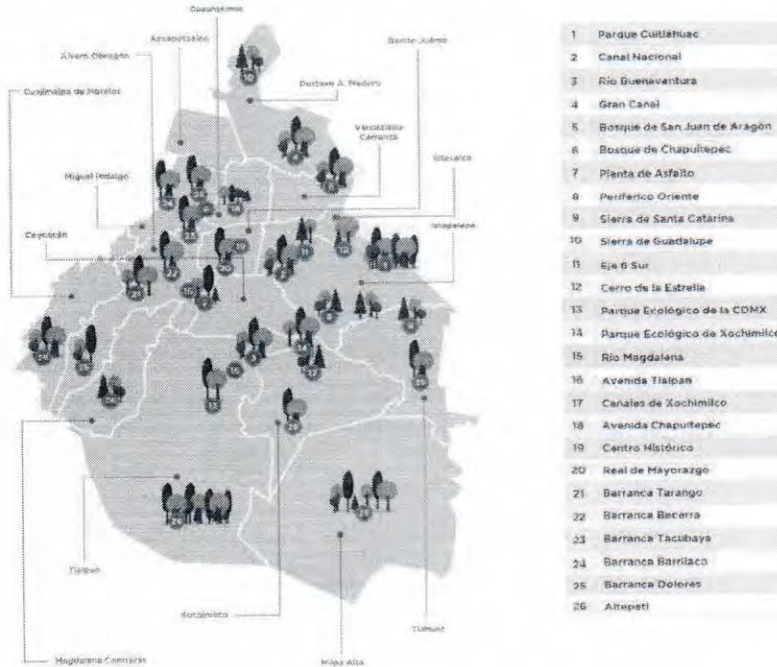 Cuauhtémoc
Azcapotzalco
Benito Juárez
Álvaro Obregón
Gustavo A. Madero
Cuajimalpa de Morelos
Venustiano
Carranza
Iztacalco
Miguel Hidalgo
Iztapalapa
Coyoacán
Tlalpan
Xochimilco
Tláhuac
Magdalena Contreras
Milpa Alta
1 Parque Cuitláhuac
2 Canal Nacional
3 Río Buenaventura
4 Gran Canal
5 Bosque de San Juan de Aragón
6 Bosque de Chapultepec
7 Planta de Asfalto
8 Periférico Oriente
9 Sierra de Santa Catarina
10 Sierra de Guadalupe
11 Eje 6 Sur
12 Cerro de la Estrella
13 Parque Ecológico de la CDMX
14 Parque Ecológico de Xochimilco
15 Río Magdalena
16 Avenida Tlalpan
17 Canales de Xochimilco
18 Avenida Chapultepec
19 Centro Histórico
20 Real de Mayorazgo
21 Barranca Tarango
22 Barranca Becerra
23 Barranca Tacubaya
24 Barranca Barrilaco
25 Barranca Dolores
26 Altepetl